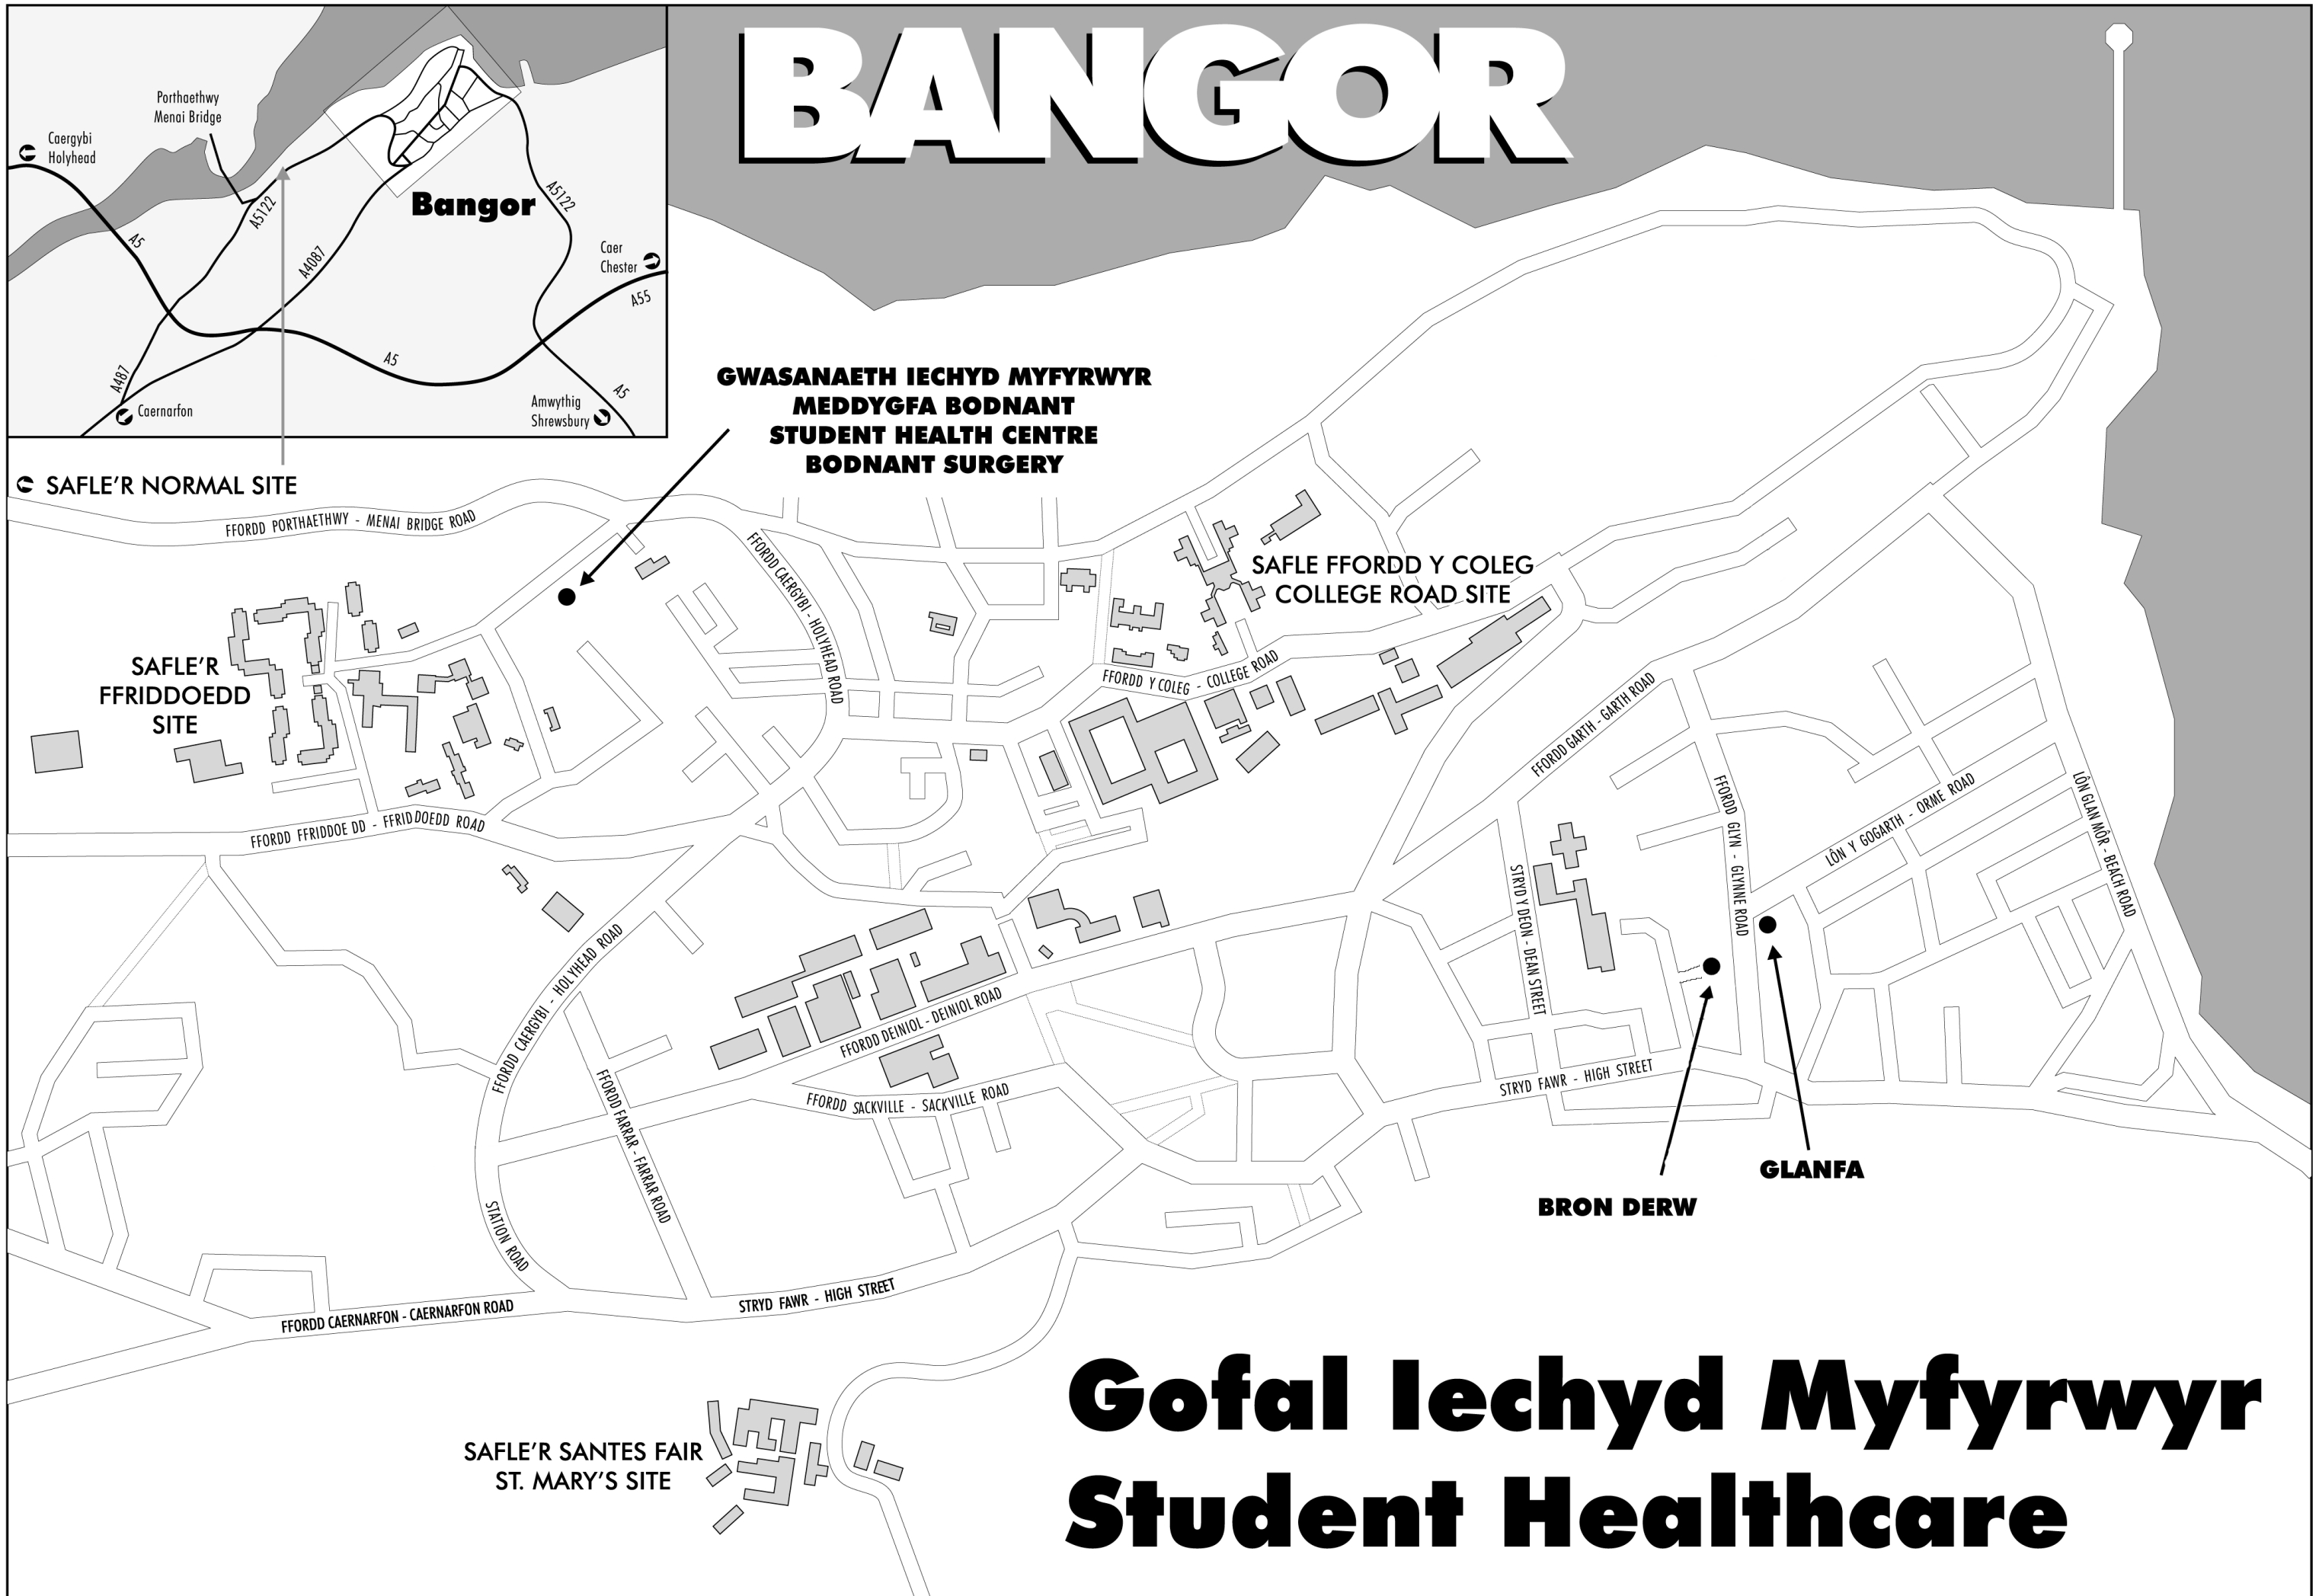 BANGOR
Porthaethwy
Menai Bridge
Caergybi
Holyhead
A5122
A5
A4087
Bangor
A5122
Caer
Chester
A55
A5
A487
Caernarfon
Amwythig
Shrewsbury
A5
SAFLE'R NORMAL SITE
GWASANAETH IECHYD MYFYRWYR
MEDDYGFA BODNANT
STUDENT HEALTH CENTRE
BODNANT SURGERY
FFORDD PORTHAETHWY - MENAI BRIDGE ROAD
FFORDD CAERGYBI - HOLYHEAD ROAD
SAFLE FFORDD Y COLEG
COLLEGE ROAD SITE
SAFLE'R
FFRIDDOEDD
SITE
FFORDD Y COLEG - COLLEGE ROAD
FFORDD GARTH - GARTH ROAD
FFORDD FFRIDDOE DD - FFRIDDOEDD ROAD
FFORDD GLYN - GLYNNE ROAD
LÔN Y GOGARTH - ORME ROAD
LÔN GLAN MÔR - BEACH ROAD
STRYD Y DEON - DEAN STREET
FFORDD CAERGYBI - HOLYHEAD ROAD
FFORDD DEINIOL - DEINIOL ROAD
FFORDD SACKVILLE - SACKVILLE ROAD
FFORDD FARRAR - FARRAR ROAD
STRYD FAWR - HIGH STREET
GLANFA
BRON DERW
STATION ROAD
STRYD FAWR - HIGH STREET
FFORDD CAERNARFON - CAERNARFON ROAD
SAFLE'R SANTES FAIR
ST. MARY'S SITE
Gofal Iechyd Myfyrwyr
Student Healthcare